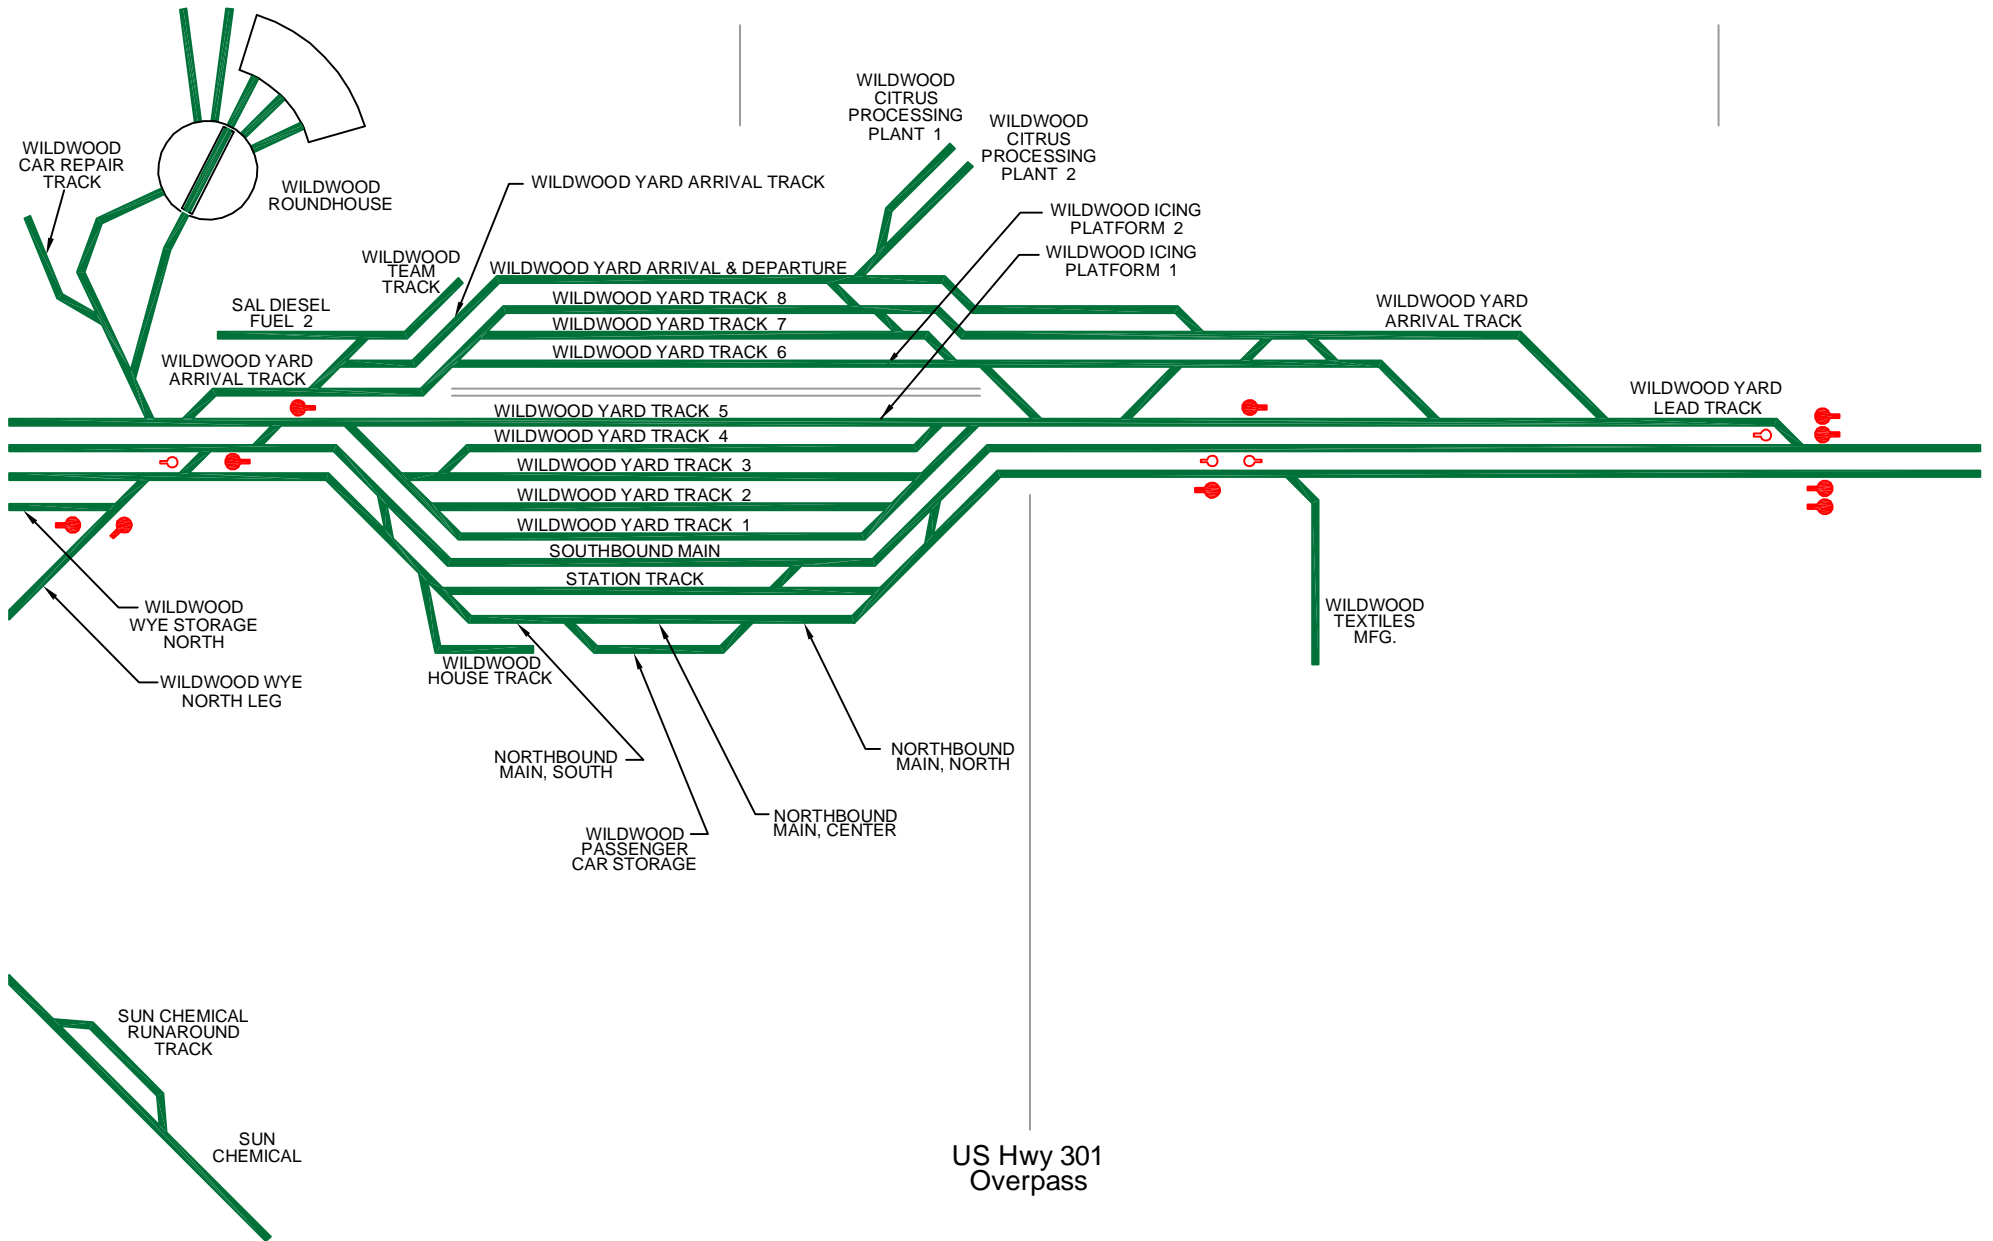 WILDWOOD
CITRUS
PROCESSING
PLANT 1
WILDWOOD
CITRUS
PROCESSING
PLANT 2
WILDWOOD
CAR REPAIR
TRACK
WILDWOOD
ROUNDHOUSE
WILDWOOD YARD ARRIVAL TRACK
WILDWOOD ICING
PLATFORM 2
WILDWOOD ICING
PLATFORM 1
WILDWOOD
TEAM
TRACK
WILDWOOD YARD ARRIVAL & DEPARTURE
SAL DIESEL
FUEL 2
WILDWOOD YARD TRACK 8
WILDWOOD YARD
ARRIVAL TRACK
WILDWOOD YARD TRACK 7
WILDWOOD YARD TRACK 6
WILDWOOD YARD
ARRIVAL TRACK
WILDWOOD YARD
LEAD TRACK
WILDWOOD YARD TRACK 5
WILDWOOD YARD TRACK 4
WILDWOOD YARD TRACK 3
WILDWOOD YARD TRACK 2
WILDWOOD YARD TRACK 1
SOUTHBOUND MAIN
STATION TRACK
WILDWOOD
WYE STORAGE
NORTH
WILDWOOD
TEXTILES
MFG.
WILDWOOD
HOUSE TRACK
WILDWOOD WYE
NORTH LEG
NORTHBOUND
MAIN, SOUTH
NORTHBOUND
MAIN, NORTH
NORTHBOUND
MAIN, CENTER
WILDWOOD
PASSENGER
CAR STORAGE
SUN CHEMICAL
RUNAROUND
TRACK
SUN
CHEMICAL
US Hwy 301
Overpass